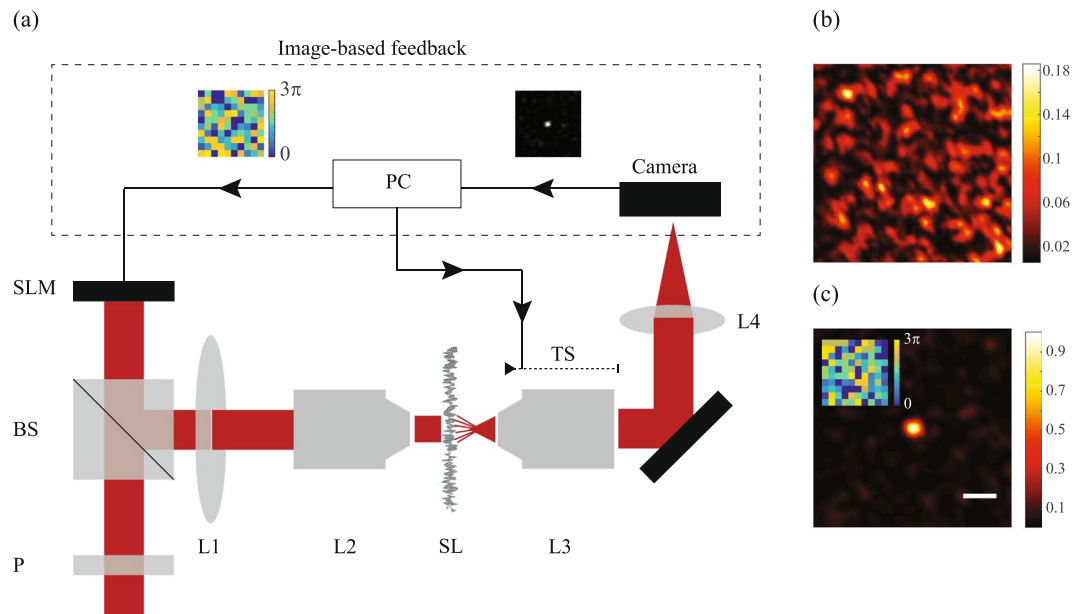 (a)
Image-based feedback
3π
0
PC
Camera
SLM
TS
L4
BS
L1
L2
SL
L3
P
(b)
0.18
0.14
0.1
0.06
0.02
(c)
3π
0
0.9
0.7
0.5
0.3
0.1